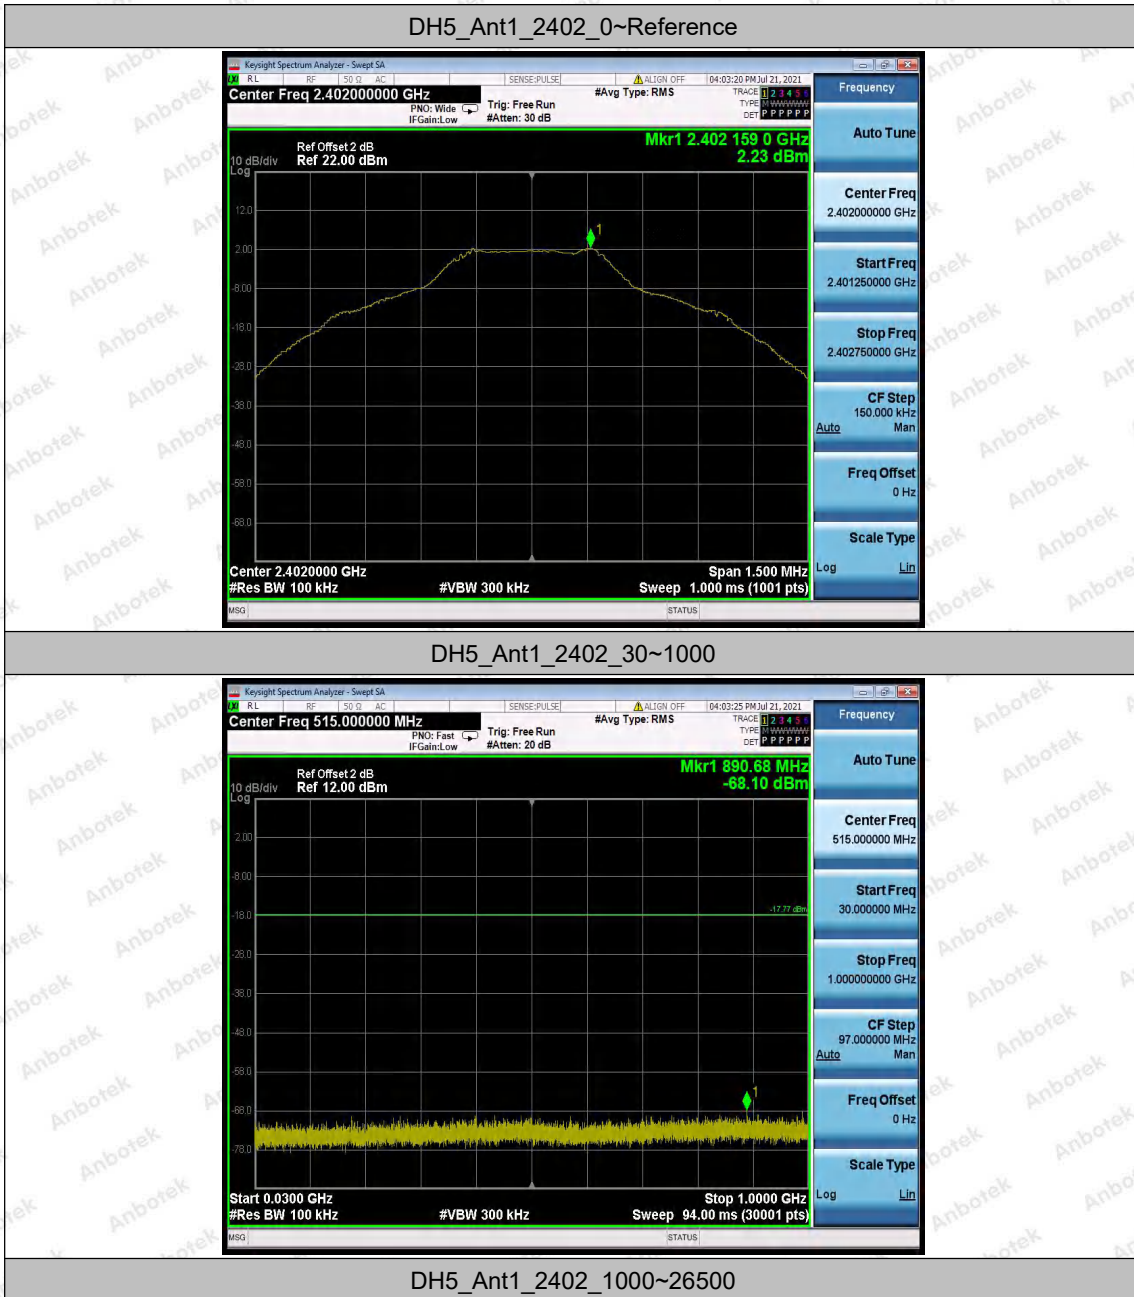 DH5_Ant1_2402_0~Reference
Keysight Spectrum Analyzer - Swept SA
RL RF 50 Ω AC SENSE:PULSE ALIGN OFF 04:03:20 PM Jul 21, 2021
Center Freq 2.402000000 GHz
PNO: Wide
IFGain:Low
Trig: Free Run
#Atten: 30 dB
#Avg Type: RMS
TRACE 1 2 3 4 5 6
TYPE M WWWWW
DET P P P P P P
Mkr1 2.402 159 0 GHz
2.23 dBm
Ref Offset 2 dB
10 dB/div Ref 22.00 dBm
Log
12.0
2.00
-8.00
-18.0
-28.0
-38.0
-48.0
-58.0
-68.0
1
Center 2.4020000 GHz Span 1.500 MHz
#Res BW 100 kHz #VBW 300 kHz Sweep 1.000 ms (1001 pts)
MSG STATUS
Frequency
Auto Tune
Center Freq
2.402000000 GHz
Start Freq
2.401250000 GHz
Stop Freq
2.402750000 GHz
CF Step
150.000 kHz
Auto Man
Freq Offset
0 Hz
Scale Type
Log Lin
DH5_Ant1_2402_30~1000
Keysight Spectrum Analyzer - Swept SA
RL RF 50 Ω AC SENSE:PULSE ALIGN OFF 04:03:25 PM Jul 21, 2021
Center Freq 515.000000 MHz
PNO: Fast
IFGain:Low
Trig: Free Run
#Atten: 20 dB
#Avg Type: RMS
TRACE 1 2 3 4 5 6
TYPE M WWWWW
DET P P P P P P
Mkr1 890.68 MHz
-68.10 dBm
Ref Offset 2 dB
10 dB/div Ref 12.00 dBm
Log
2.00
-8.00
-18.0
-28.0
-38.0
-48.0
-58.0
-68.0
-78.0
-17.77 dBm
1
Start 0.0300 GHz Stop 1.0000 GHz
#Res BW 100 kHz #VBW 300 kHz Sweep 94.00 ms (30001 pts)
MSG STATUS
Frequency
Auto Tune
Center Freq
515.000000 MHz
Start Freq
30.000000 MHz
Stop Freq
1.000000000 GHz
CF Step
97.000000 MHz
Auto Man
Freq Offset
0 Hz
Scale Type
Log Lin
DH5_Ant1_2402_1000~26500
Anbotek